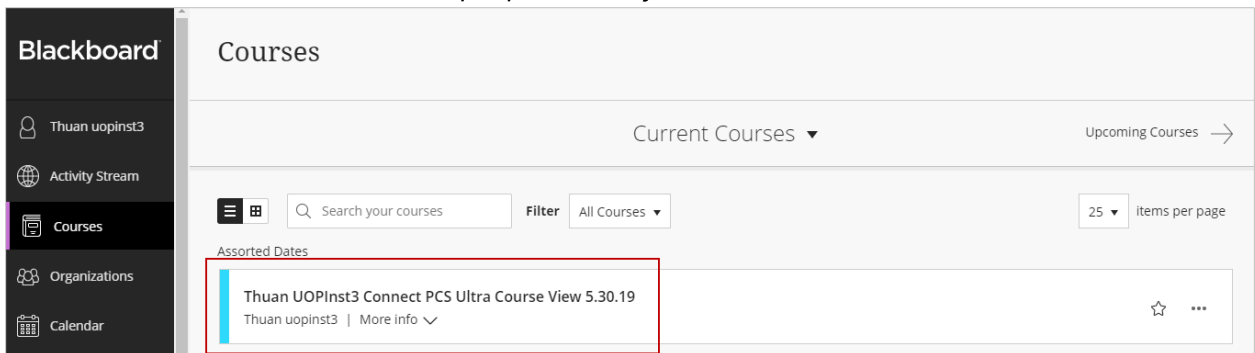 Blackboard
Thuan uopinst3
Activity Stream
Courses
Organizations
Calendar
Courses
Current Courses
Upcoming Courses
Search your courses
Filter All Courses
25 items per page
Assorted Dates
Thuan UOPInst3 Connect PCS Ultra Course View 5.30.19
Thuan uopinst3 | More info